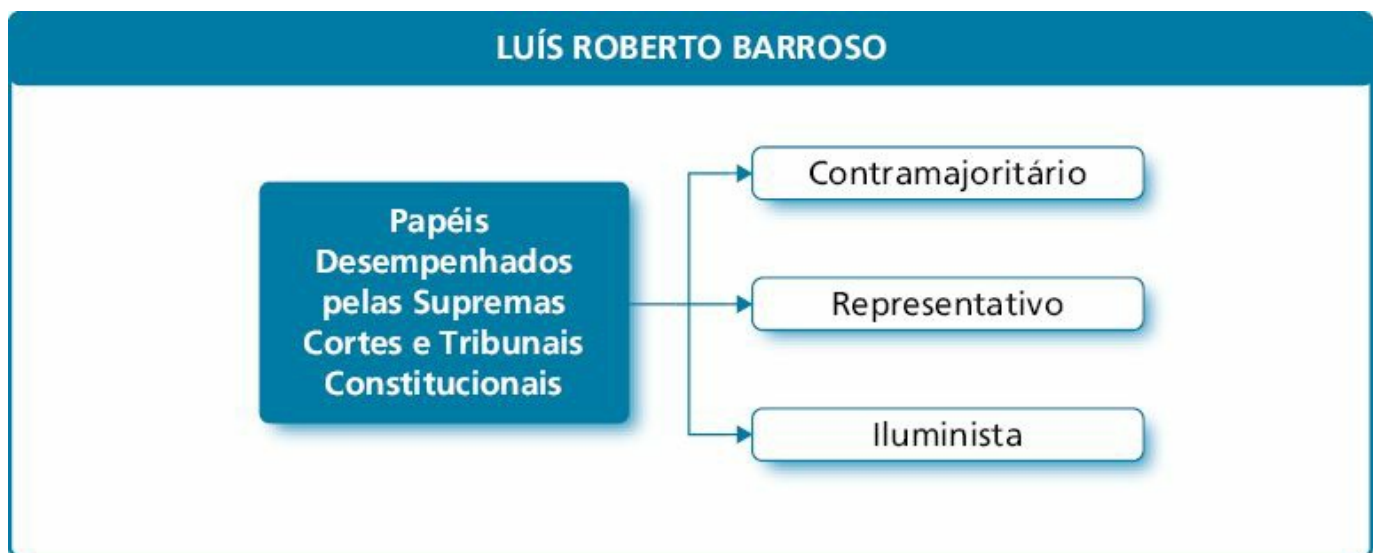 LUÍS ROBERTO BARROSO
Papéis
Desempenhados
pelas Supremas
Cortes e Tribunais
Constitucionais
Contramajoritário
Representativo
Iluminista